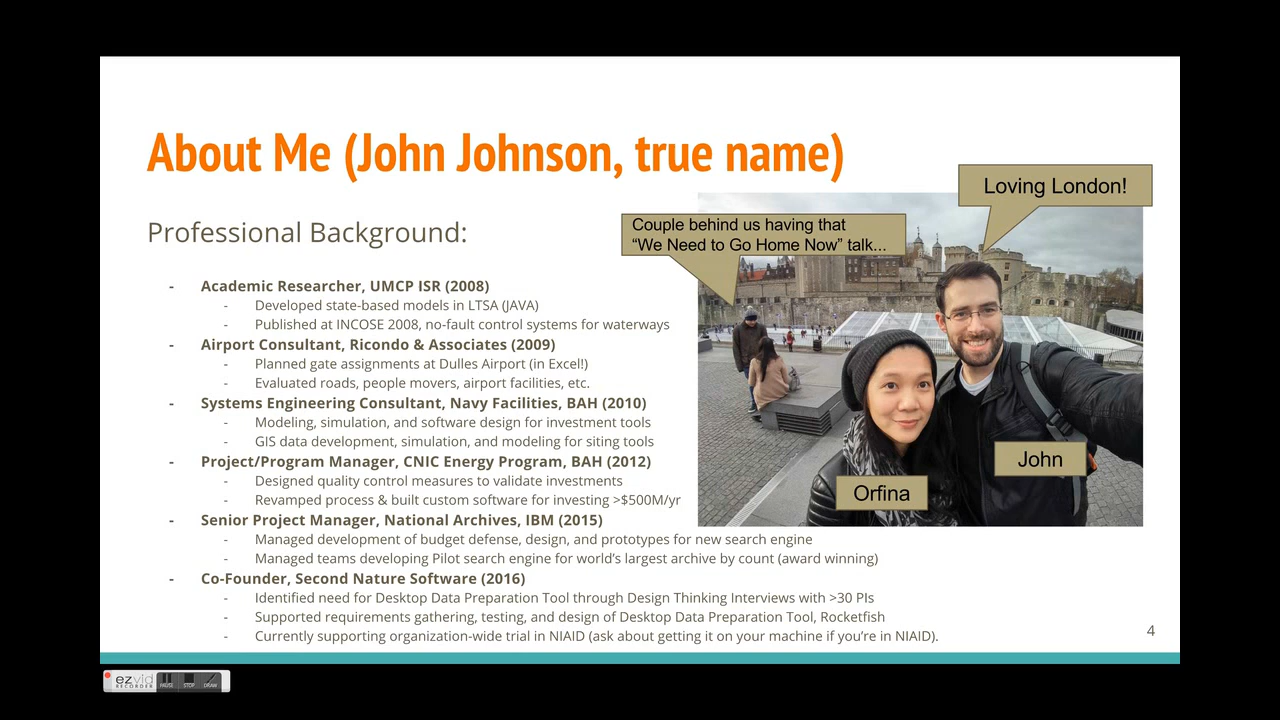 About Me (John Johnson, true name)
Loving London!
Couple behind us having that
“We Need to Go Home Now” talk...
Professional Background:
- Academic Researcher, UMCP ISR (2008)
- Developed state-based models in LTSA (JAVA)
- Published at INCOSE 2008, no-fault control systems for waterways
- Airport Consultant, Ricondo & Associates (2009)
- Planned gate assignments at Dulles Airport (in Excel!)
- Evaluated roads, people movers, airport facilities, etc.
- Systems Engineering Consultant, Navy Facilities, BAH (2010)
- Modeling, simulation, and software design for investment tools
- GIS data development, simulation, and modeling for siting tools
- Project/Program Manager, CNIC Energy Program, BAH (2012)
- Designed quality control measures to validate investments
- Revamped process & built custom software for investing >$500M/yr
- Senior Project Manager, National Archives, IBM (2015)
- Managed development of budget defense, design, and prototypes for new search engine
- Managed teams developing Pilot search engine for world’s largest archive by count (award winning)
- Co-Founder, Second Nature Software (2016)
- Identified need for Desktop Data Preparation Tool through Design Thinking Interviews with >30 PIs
- Supported requirements gathering, testing, and design of Desktop Data Preparation Tool, Rocketfish
- Currently supporting organization-wide trial in NIAID (ask about getting it on your machine if you’re in NIAID).
John
Orfina
4
ezvid
RECORDER
PAUSE STOP DRAW